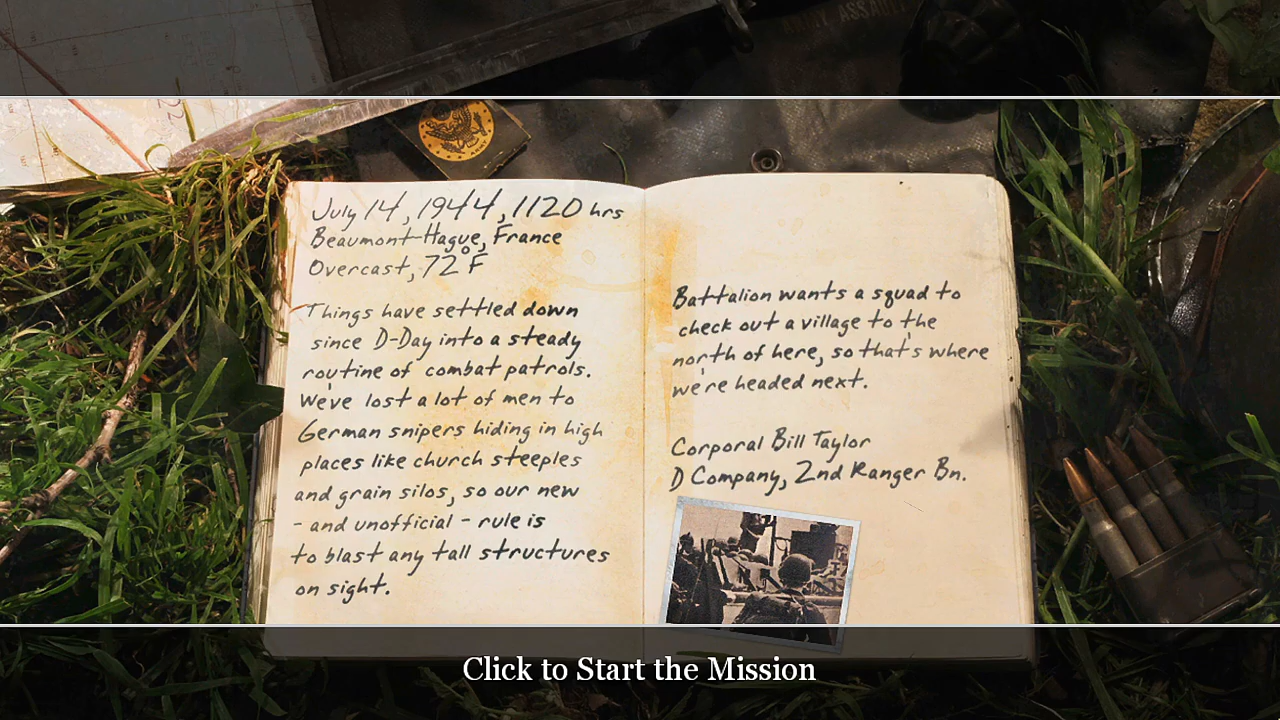 July 14, 1944, 1120 hrs
Beaumont-Hague, France
Overcast, 72°F
Things have settled down
since D-Day into a steady
routine of combat patrols.
We've lost a lot of men to
German snipers hiding in high
places like church steeples
and grain silos, so our new
- and unofficial - rule is
to blast any tall structures
on sight.
Battalion wants a squad to
check out a village to the
north of here, so that's where
we're headed next.
Corporal Bill Taylor
D Company, 2nd Ranger Bn.
Click to Start the Mission